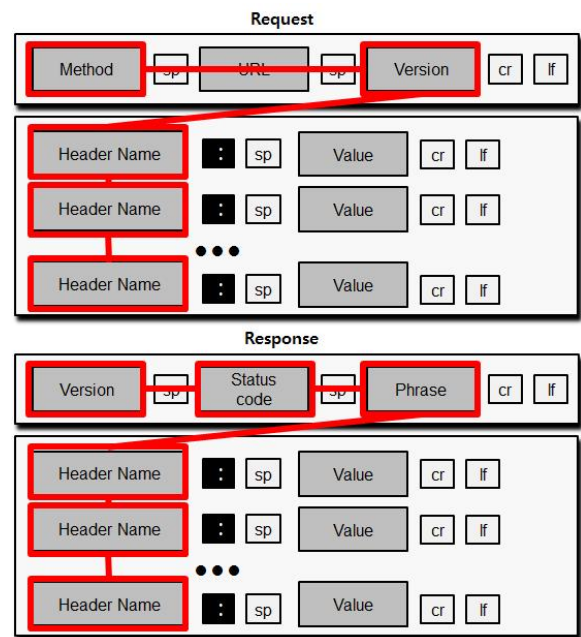 Request
Method sp URL sp Version cr lf
Header Name : sp Value cr lf
Header Name : sp Value cr lf
•••
Header Name : sp Value cr lf
Response
Version sp Status code sp Phrase cr lf
Header Name : sp Value cr lf
Header Name : sp Value cr lf
•••
Header Name : sp Value cr lf